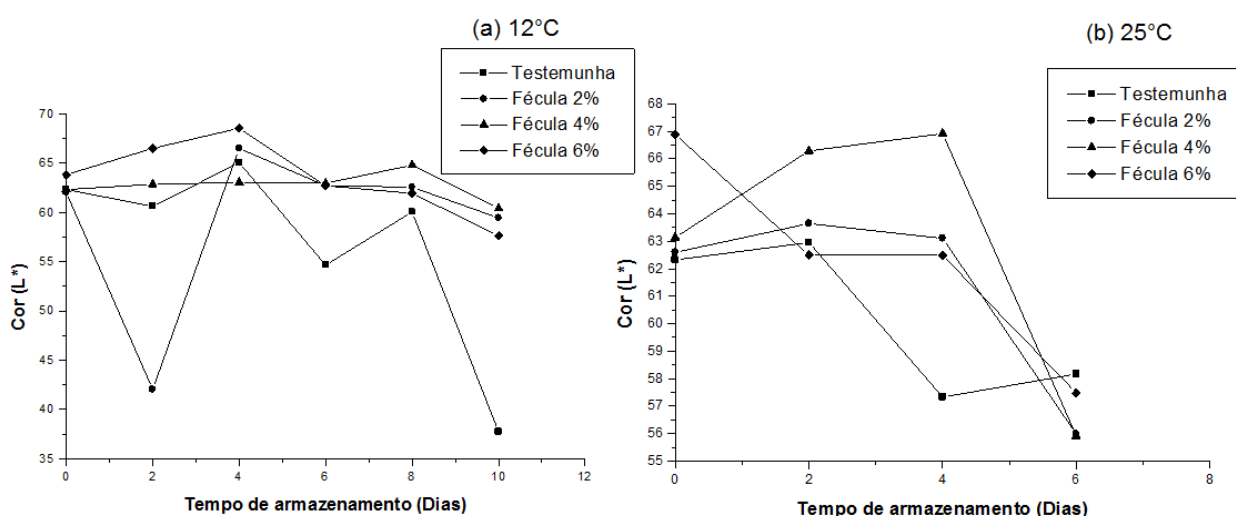 (a) 12°C
Testemunha
Fécula 2%
Fécula 4%
Fécula 6%
70
65
60
55
50
45
40
35
Cor (L*)
0 2 4 6 8 10 12
Tempo de armazenamento (Dias)
(b) 25°C
Testemunha
Fécula 2%
Fécula 4%
Fécula 6%
68
67
66
65
64
63
62
61
60
59
58
57
56
55
Cor (L*)
0 2 4 6 8
Tempo de armazenamento (Dias)